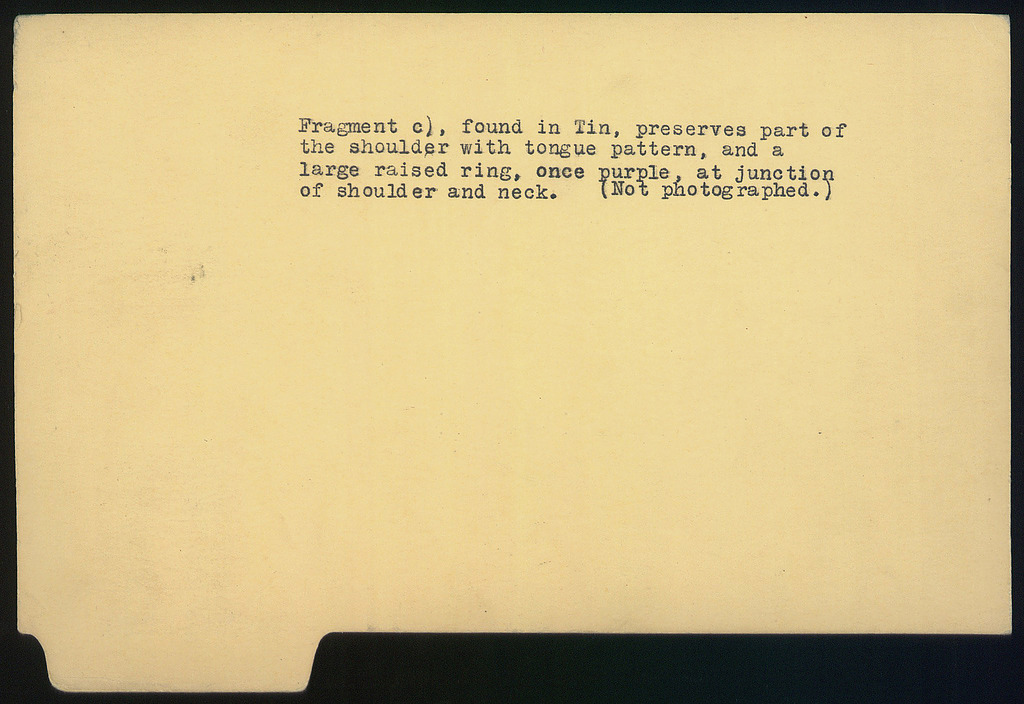 Fragment c), found in Tin, preserves part of
the shoulder with tongue pattern, and a
large raised ring, once purple, at junction
of shoulder and neck. (Not photographed.)